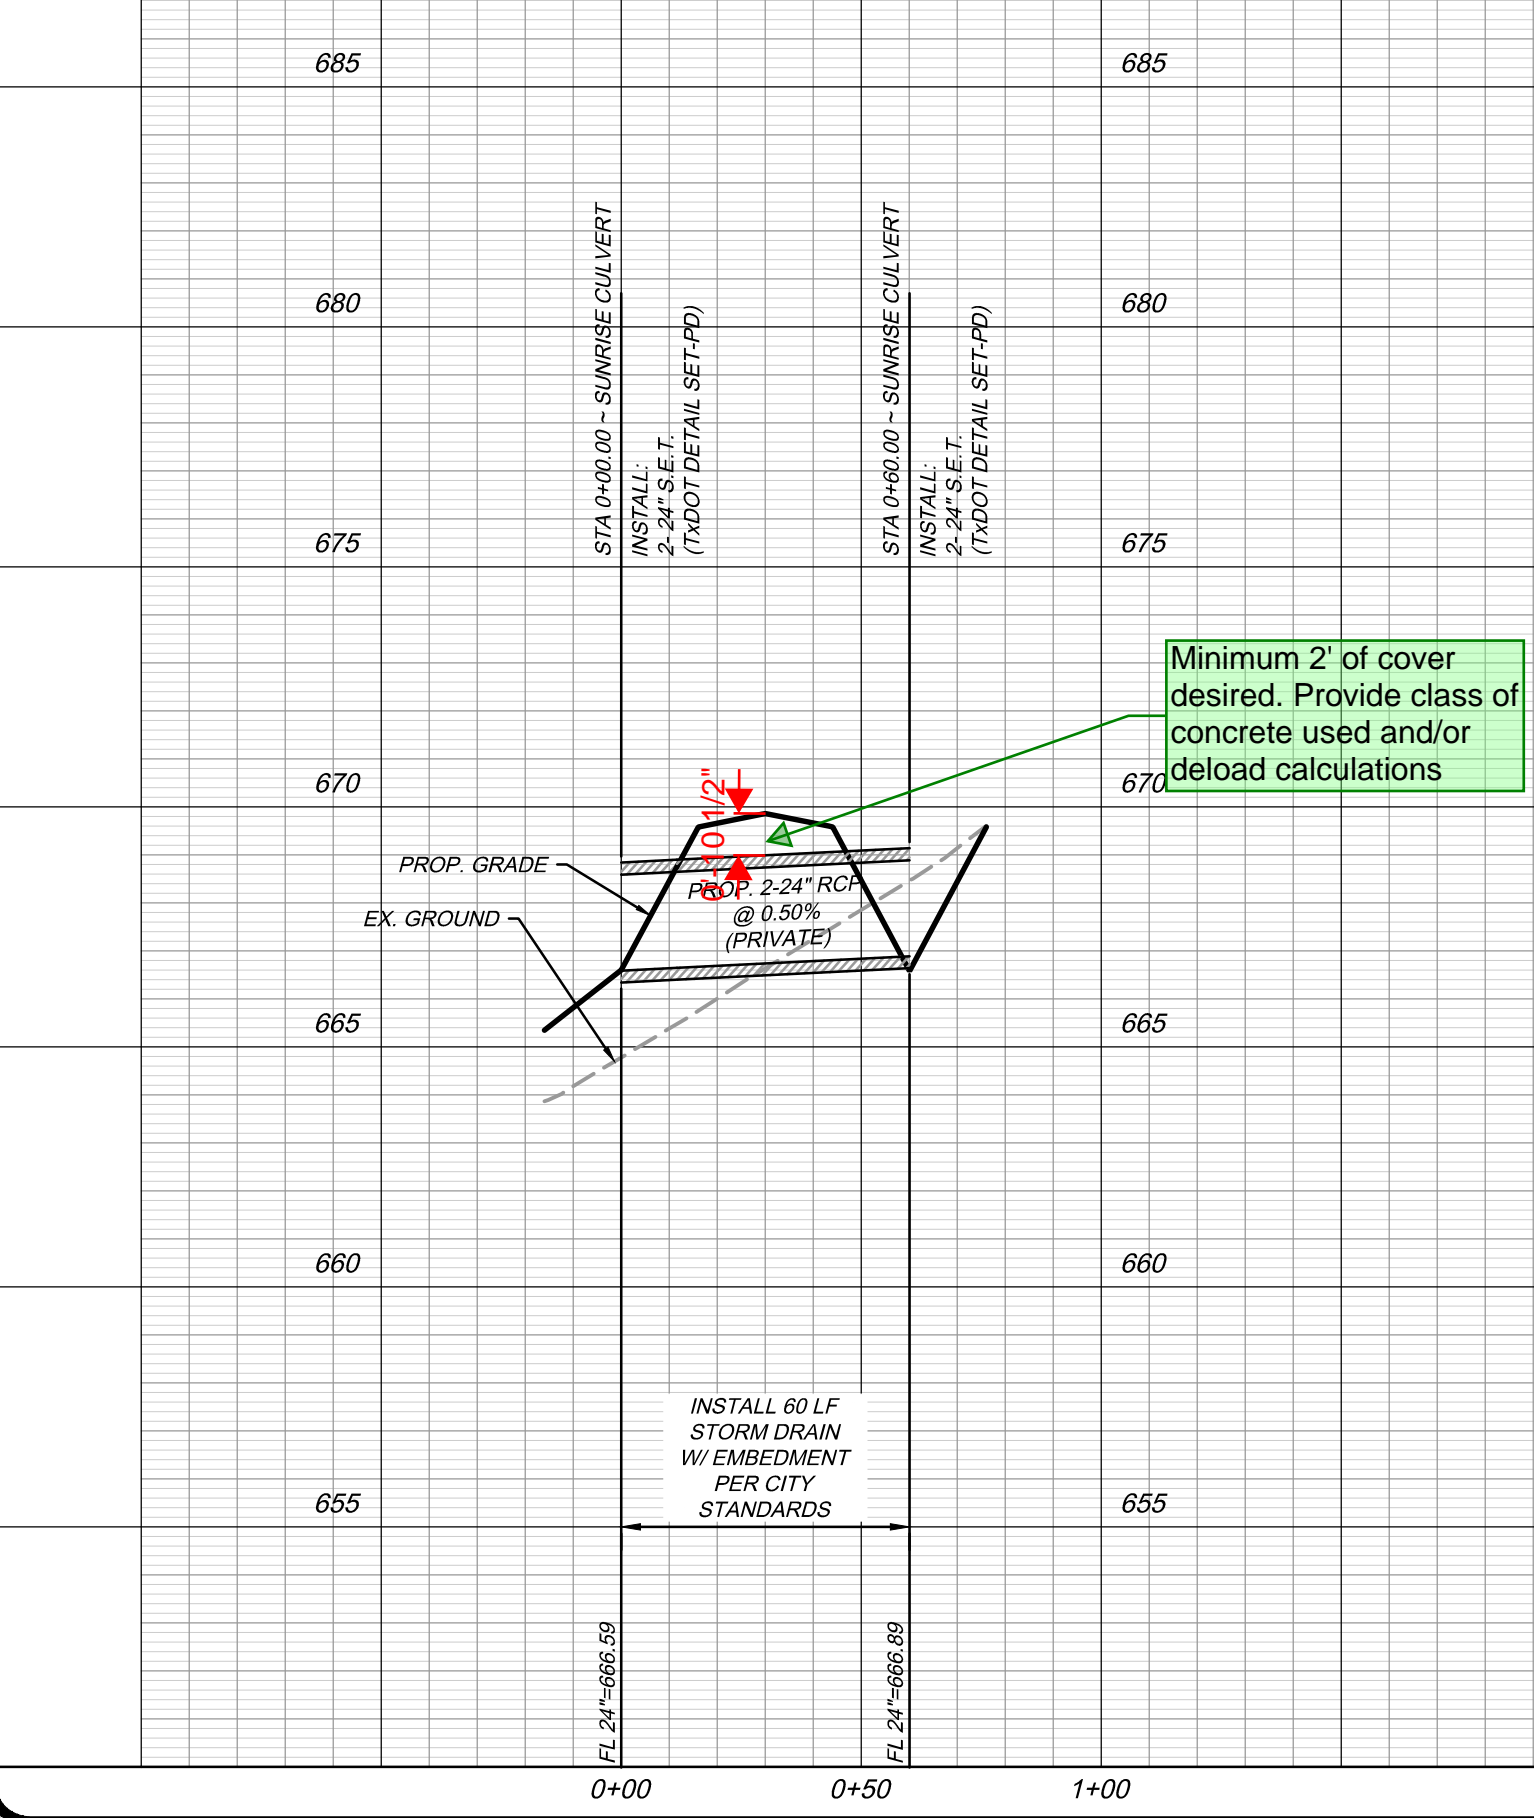 685
685
STA 0+00.00 ~ SUNRISE CULVERT
INSTALL:
2- 24" S.E.T.
(TxDOT DETAIL SET-PD)
STA 0+60.00 ~ SUNRISE CULVERT
INSTALL:
2- 24" S.E.T.
(TxDOT DETAIL SET-PD)
680
680
675
675
Minimum 2' of cover
desired. Provide class of
concrete used and/or
deload calculations
670
670
0'-10 1/2"
PROP. GRADE
EX. GROUND
PROP. 2-24" RCP
@ 0.50%
(PRIVATE)
665
665
660
660
INSTALL 60 LF
STORM DRAIN
W/ EMBEDMENT
PER CITY
STANDARDS
655
655
FL 24"=666.59
FL 24"=666.89
0+00
0+50
1+00